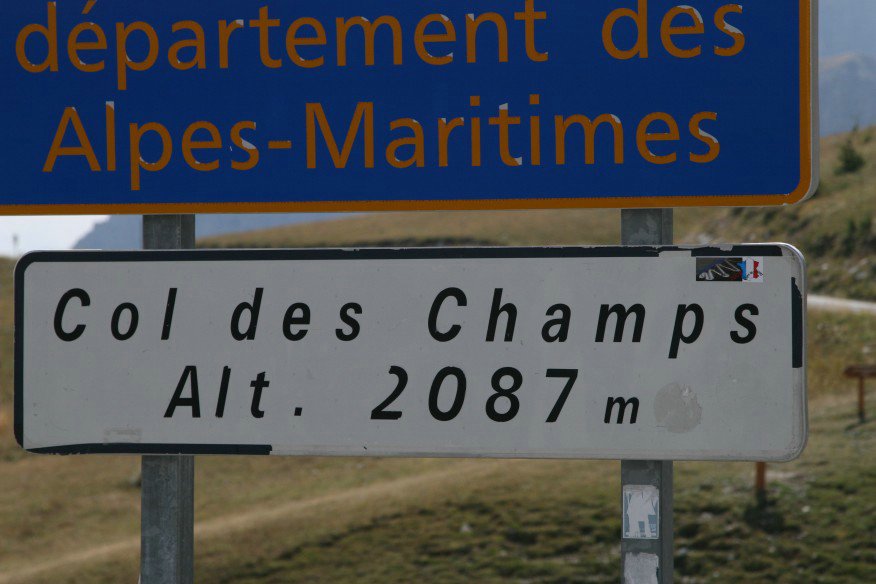 département des
Alpes-Maritimes
Col des Champs
Alt. 2087 m